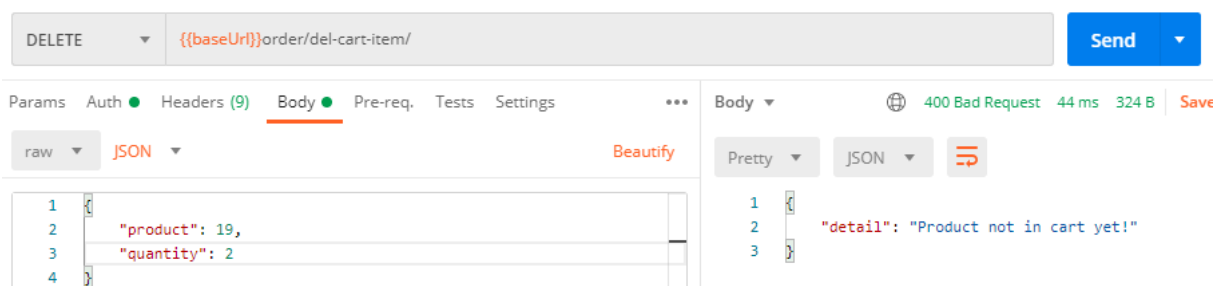 DELETE {{baseUrl}}order/del-cart-item/ Send
Params Auth Headers (9) Body Pre-req. Tests Settings ••• Body 400 Bad Request 44 ms 324 B Save
raw JSON Beautify Pretty JSON
1 {
2 "product": 19,
3 "quantity": 2
4 }
1 {
2 "detail": "Product not in cart yet!"
3 }